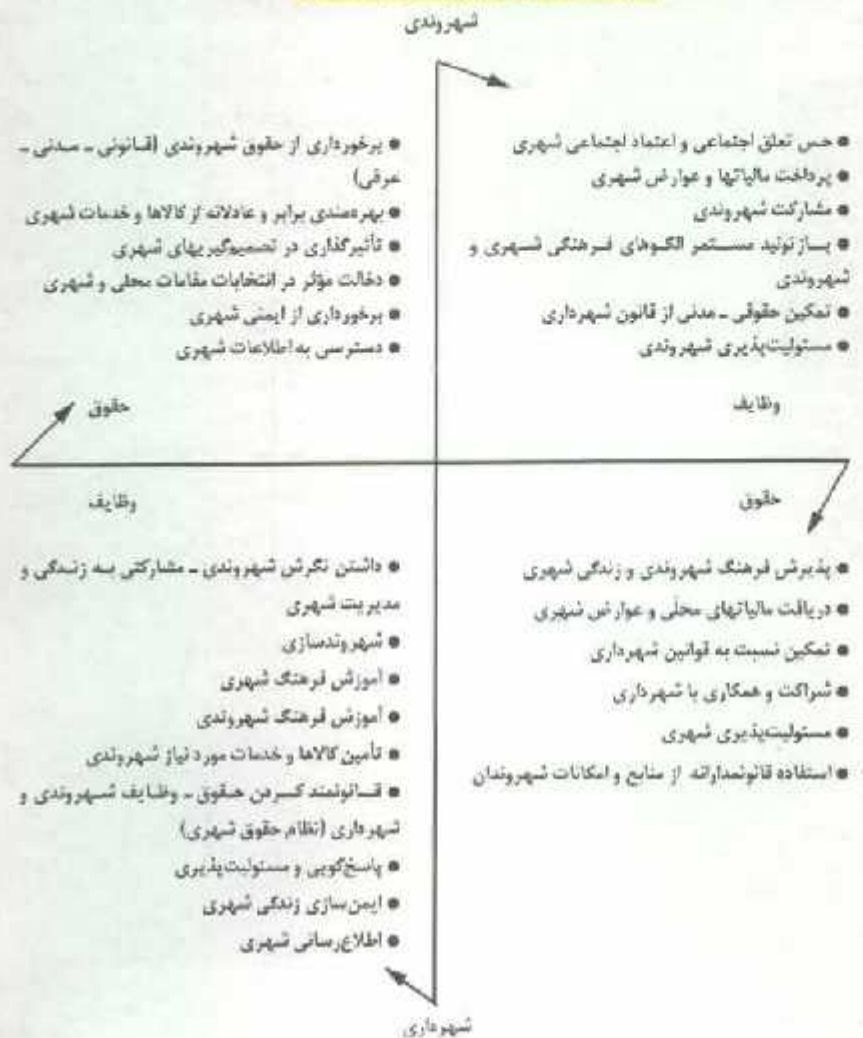 شهروندی
● حس تعلق اجتماعی و اعتماد اجتماعی شهری
● پرداخت مالیاتها و عوارض شهری
● مشارکت شهروندی
● بازتولید مستمر الگوهای فرهنگی شهری و
شهروندی
● تمکین حقوقی ـ مدنی از قانون شهرداری
● مسئولیت‌پذیری شهروندی
وظایف
● برخورداری از حقوق شهروندی (قانونی ـ مدنی ـ
عرفی)
● بهره‌مندی برابر و عادلانه از کالاها و خدمات شهری
● تأثیرگذاری در تصمیم‌گیریهای شهری
● دخالت مؤثر در انتخابات مقامات محلی و شهری
● برخورداری از ایمنی شهری
● دسترسی به اطلاعات شهری
حقوق
حقوق
● پذیرش فرهنگ شهروندی و زندگی شهری
● دریافت مالیاتهای محلی و عوارض شهری
● تمکین نسبت به قوانین شهرداری
● شراکت و همکاری با شهرداری
● مسئولیت‌پذیری شهری
● استفاده قانونمدارانه از منابع و امکانات شهروندان
وظایف
● داشتن نگرش شهروندی ـ مشارکتی به زندگی و
مدیریت شهری
● شهروندسازی
● آموزش فرهنگ شهری
● آموزش فرهنگ شهروندی
● تأمین کالاها و خدمات مورد نیاز شهروندی
● قانونمند کردن حقوق ـ وظایف شهروندی و
شهرداری (نظام حقوق شهری)
● پاسخ‌گویی و مسئولیت‌پذیری
● ایمن‌سازی زندگی شهری
● اطلاع‌رسانی شهری
شهرداری